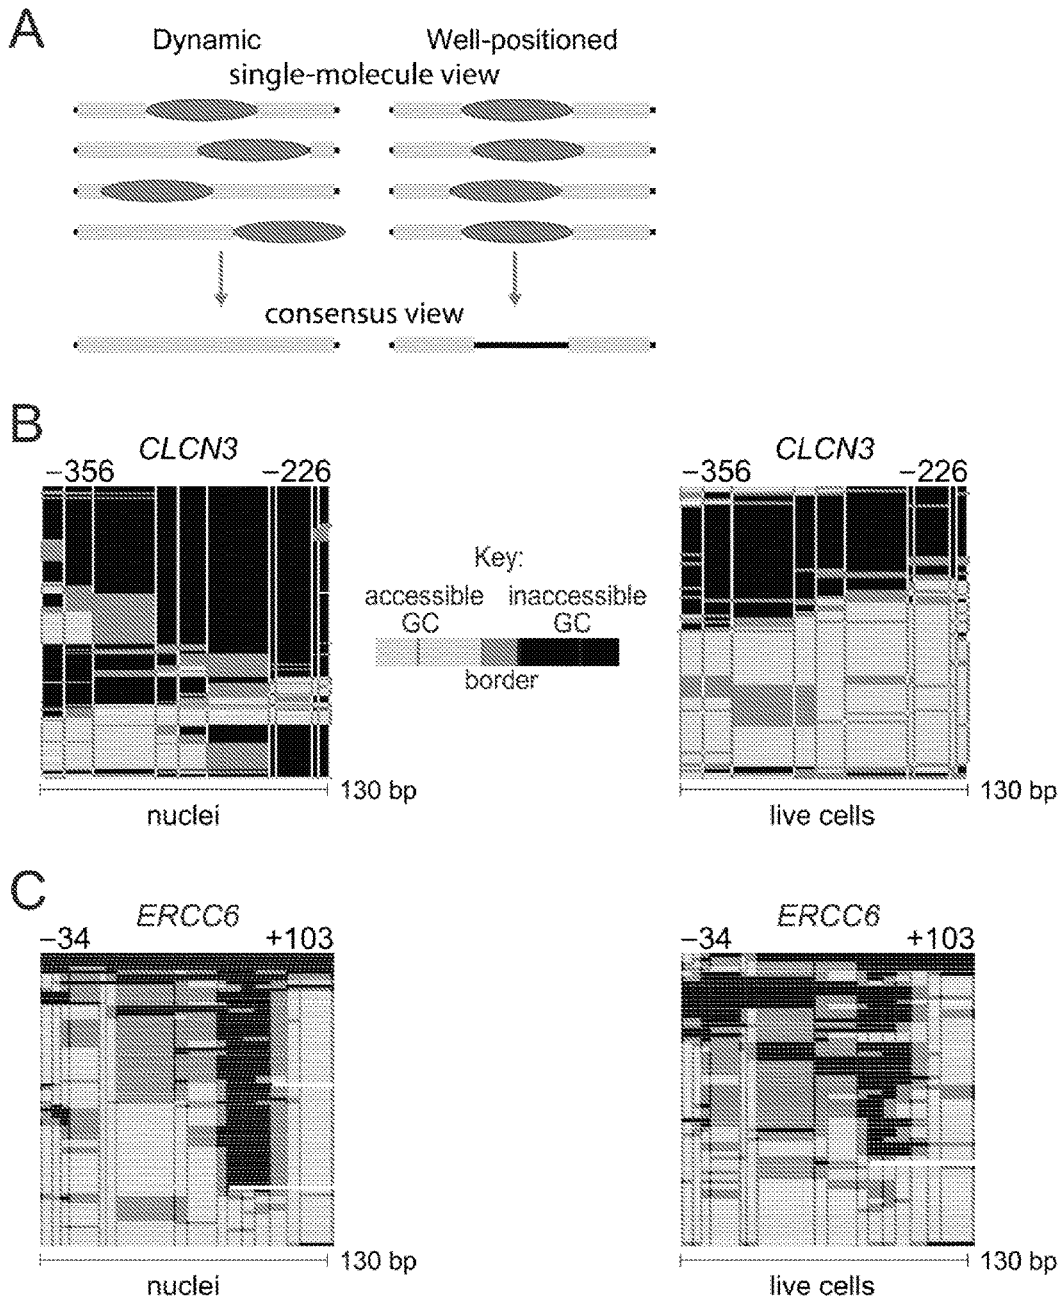 A
Dynamic Well-positioned
single-molecule view
consensus view
B
CLCN3 CLCN3
−356 −226 −356 −226
Key:
accessible inaccessible
GC GC
border
130 bp 130 bp
nuclei live cells
C
ERCC6 ERCC6
−34 +103 −34 +103
130 bp 130 bp
nuclei live cells